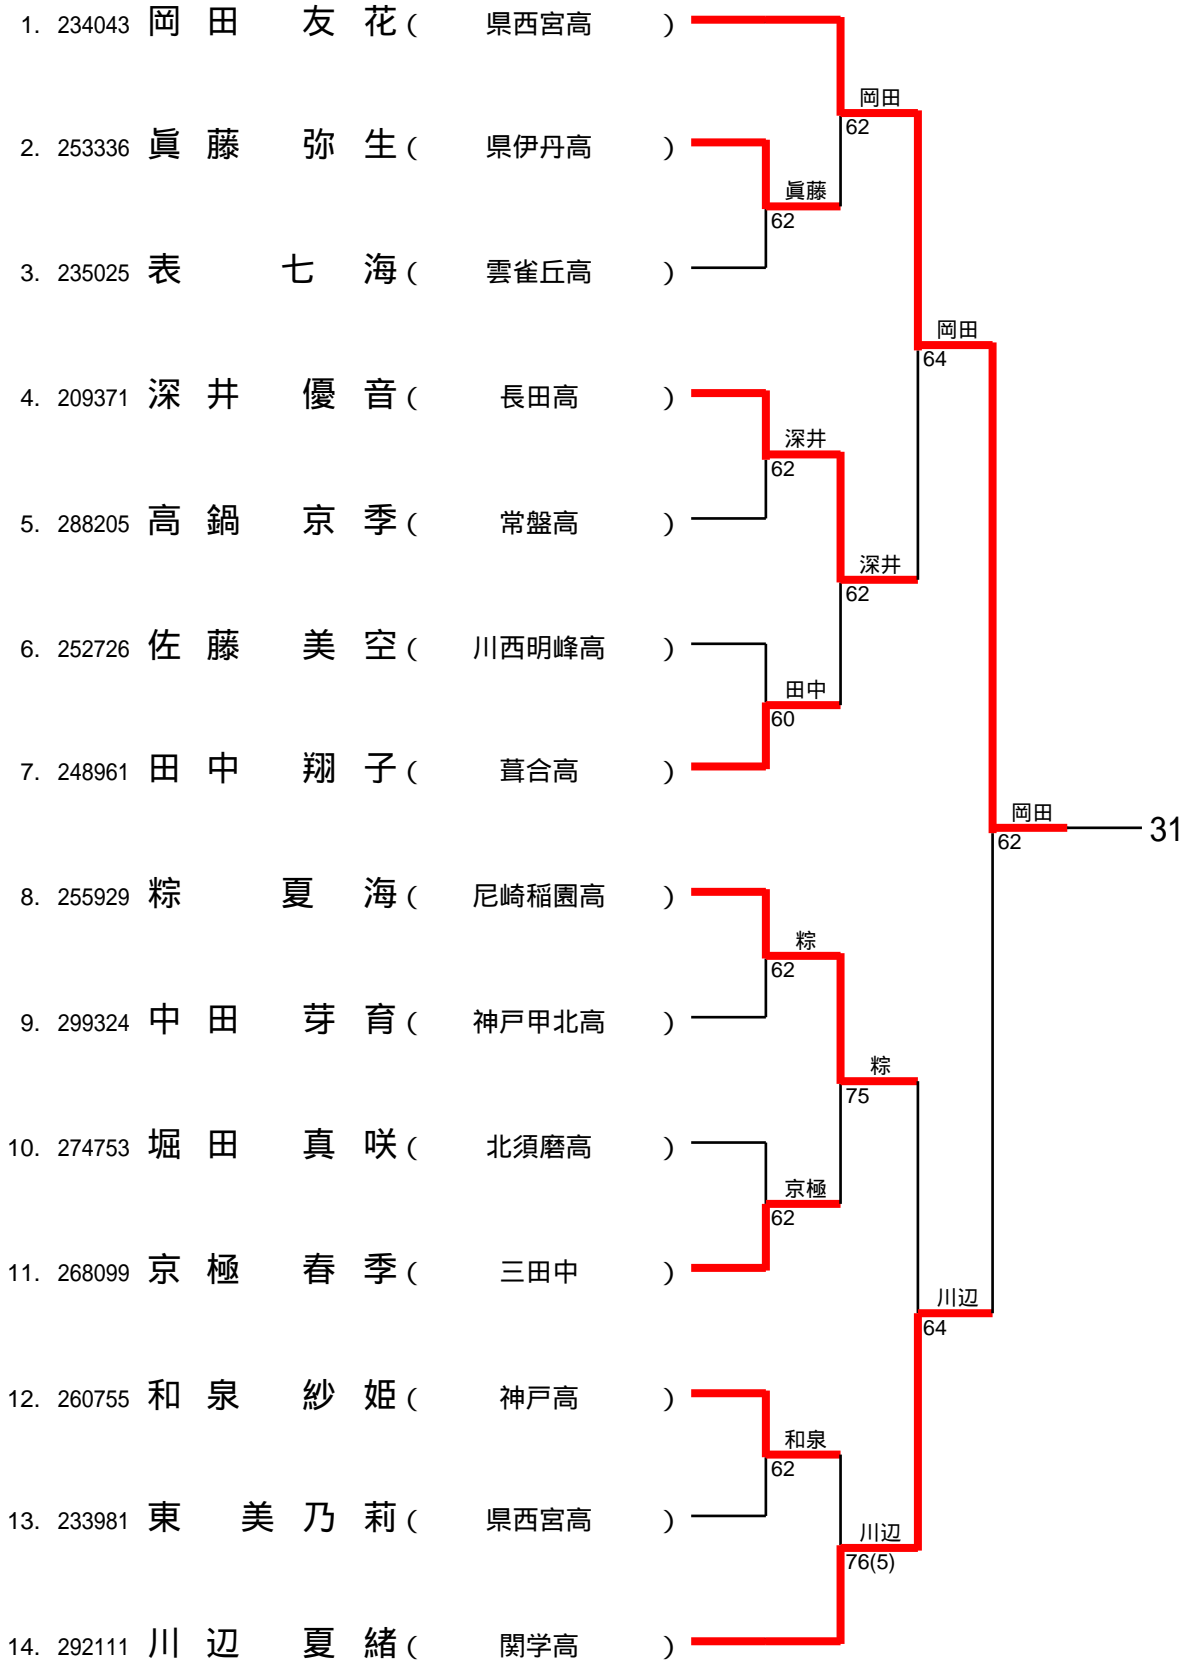 1. 234043 岡田 友花 ( 県西宮高 )
岡田
62
2. 253336 眞藤 弥生 ( 県伊丹高 )
眞藤
62
3. 235025 表 七海 ( 雲雀丘高 )
岡田
64
4. 209371 深井 優音 ( 長田高 )
深井
62
5. 288205 高鍋 京季 ( 常盤高 )
深井
62
6. 252726 佐藤 美空 ( 川西明峰高 )
田中
60
7. 248961 田中 翔子 ( 葺合高 )
岡田
62
31
8. 255929 粽 夏海 ( 尼崎稲園高 )
粽
62
9. 299324 中田 芽育 ( 神戸甲北高 )
粽
75
10. 274753 堀田 真咲 ( 北須磨高 )
京極
62
11. 268099 京極 春季 ( 三田中 )
川辺
64
12. 260755 和泉 紗姫 ( 神戸高 )
和泉
62
13. 233981 東 美乃莉 ( 県西宮高 )
川辺
76(5)
14. 292111 川辺 夏緒 ( 関学高 )